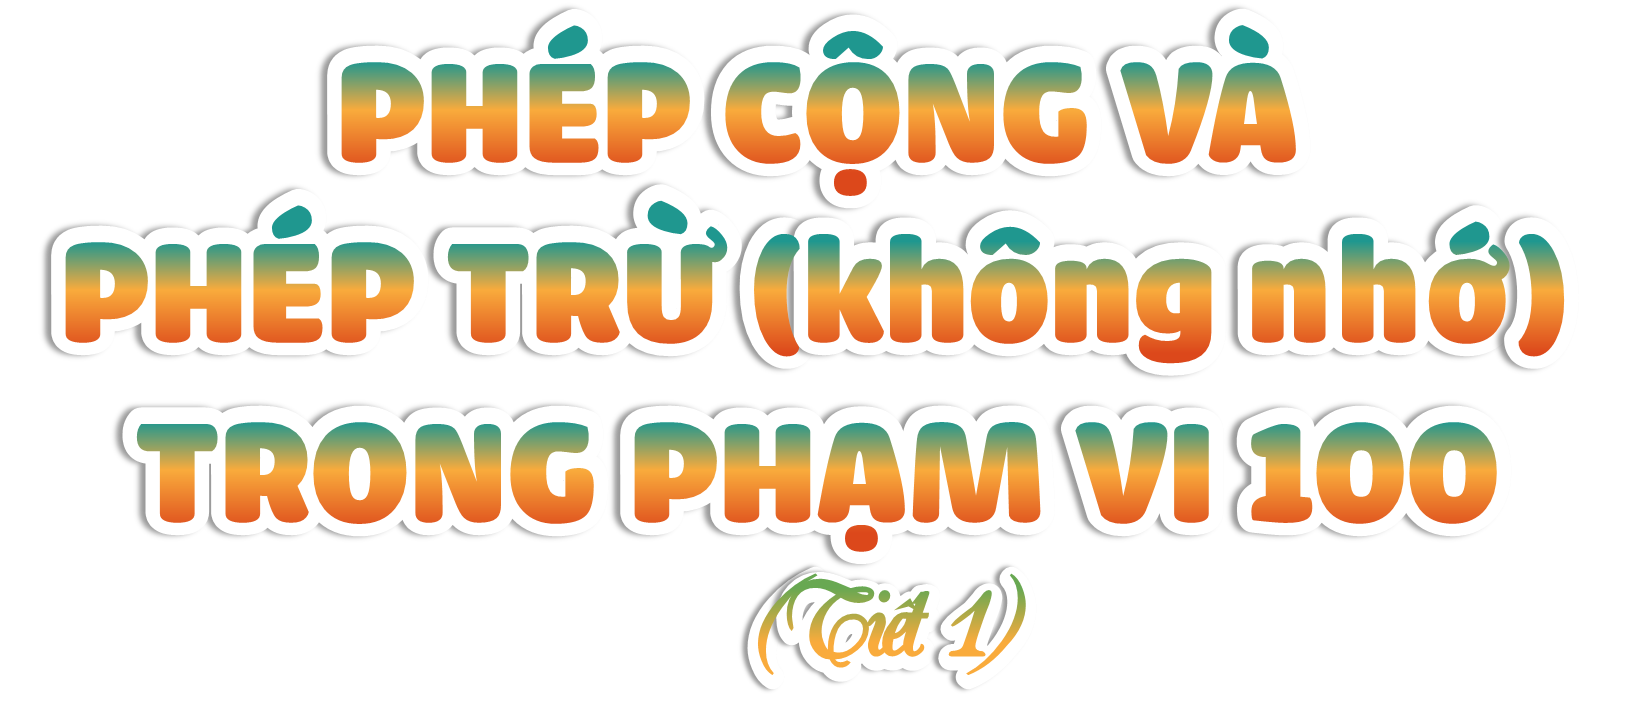 PHÉP CỘNG VÀ
PHÉP TRỪ (không nhớ)
TRONG PHẠM VI 100
(Tiết 1)